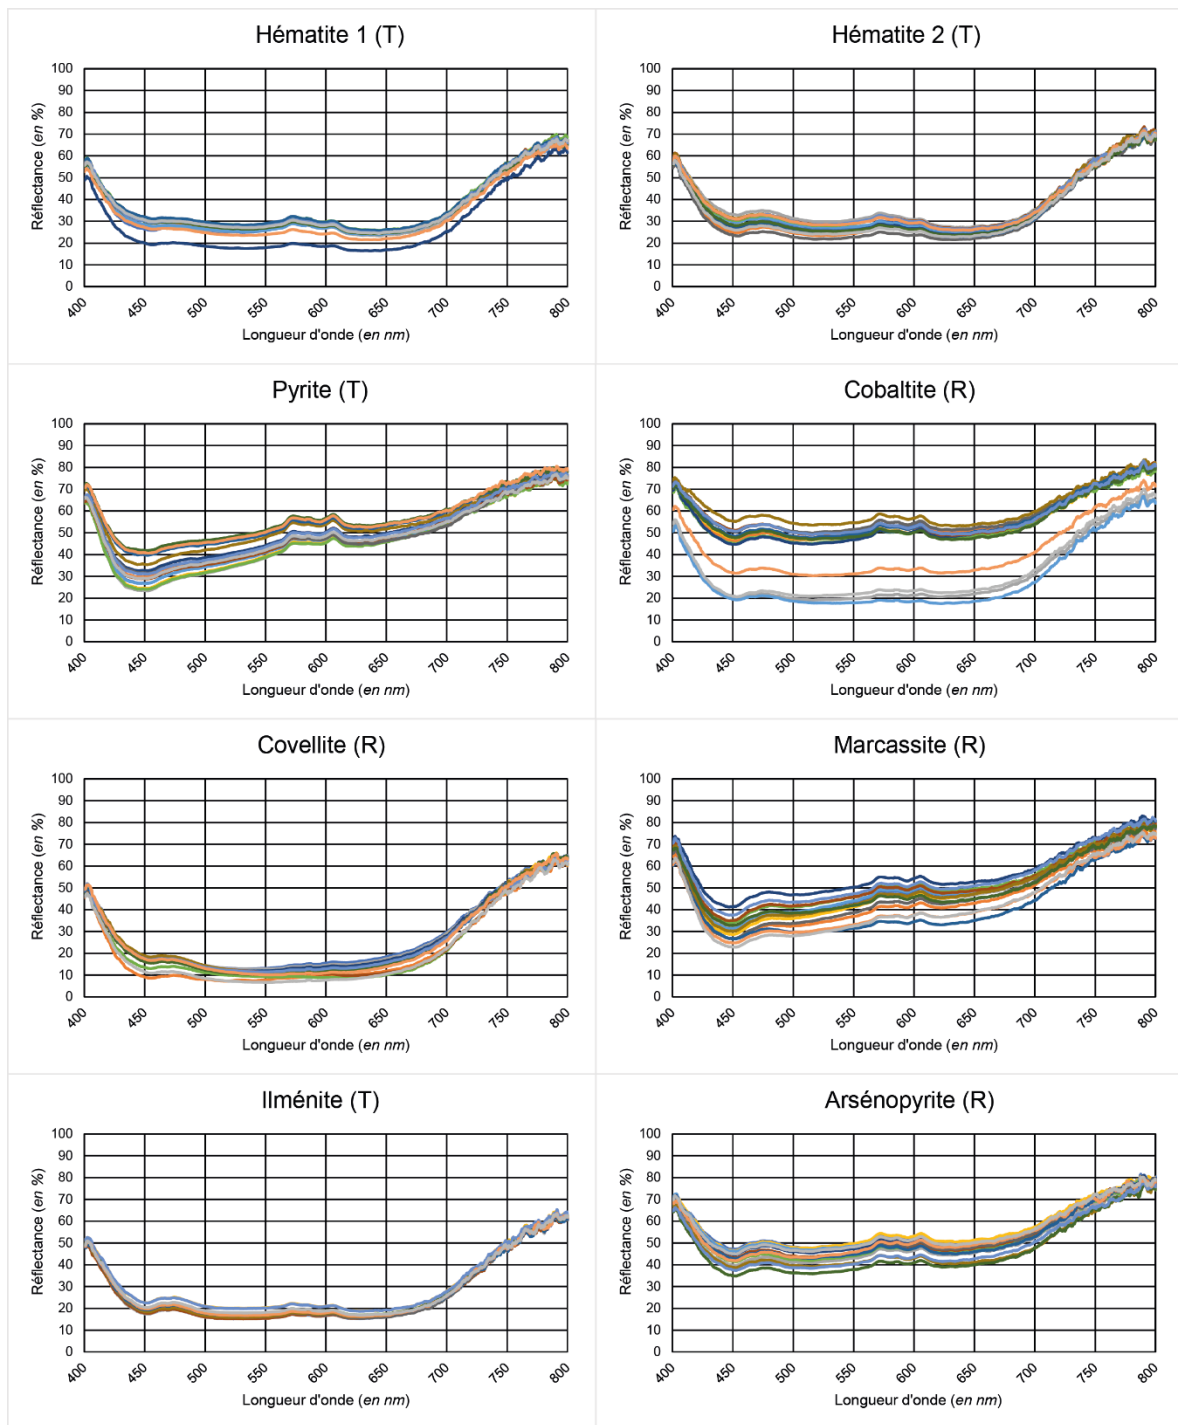 Hématite 1 (T)
Réflectance (en %)
100
90
80
70
60
50
40
30
20
10
0
400 450 500 550 600 650 700 750 800
Longueur d'onde (en nm)
Hématite 2 (T)
Réflectance (en %)
100
90
80
70
60
50
40
30
20
10
0
400 450 500 550 600 650 700 750 800
Longueur d'onde (en nm)
Pyrite (T)
Réflectance (en %)
100
90
80
70
60
50
40
30
20
10
0
400 450 500 550 600 650 700 750 800
Longueur d'onde (en nm)
Cobaltite (R)
Réflectance (en %)
100
90
80
70
60
50
40
30
20
10
0
400 450 500 550 600 650 700 750 800
Longueur d'onde (en nm)
Covellite (R)
Réflectance (en %)
100
90
80
70
60
50
40
30
20
10
0
400 450 500 550 600 650 700 750 800
Longueur d'onde (en nm)
Marcassite (R)
Réflectance (en %)
100
90
80
70
60
50
40
30
20
10
0
400 450 500 550 600 650 700 750 800
Longueur d'onde (en nm)
Ilménite (T)
Réflectance (en %)
100
90
80
70
60
50
40
30
20
10
0
400 450 500 550 600 650 700 750 800
Longueur d'onde (en nm)
Arsénopyrite (R)
Réflectance (en %)
100
90
80
70
60
50
40
30
20
10
0
400 450 500 550 600 650 700 750 800
Longueur d'onde (en nm)